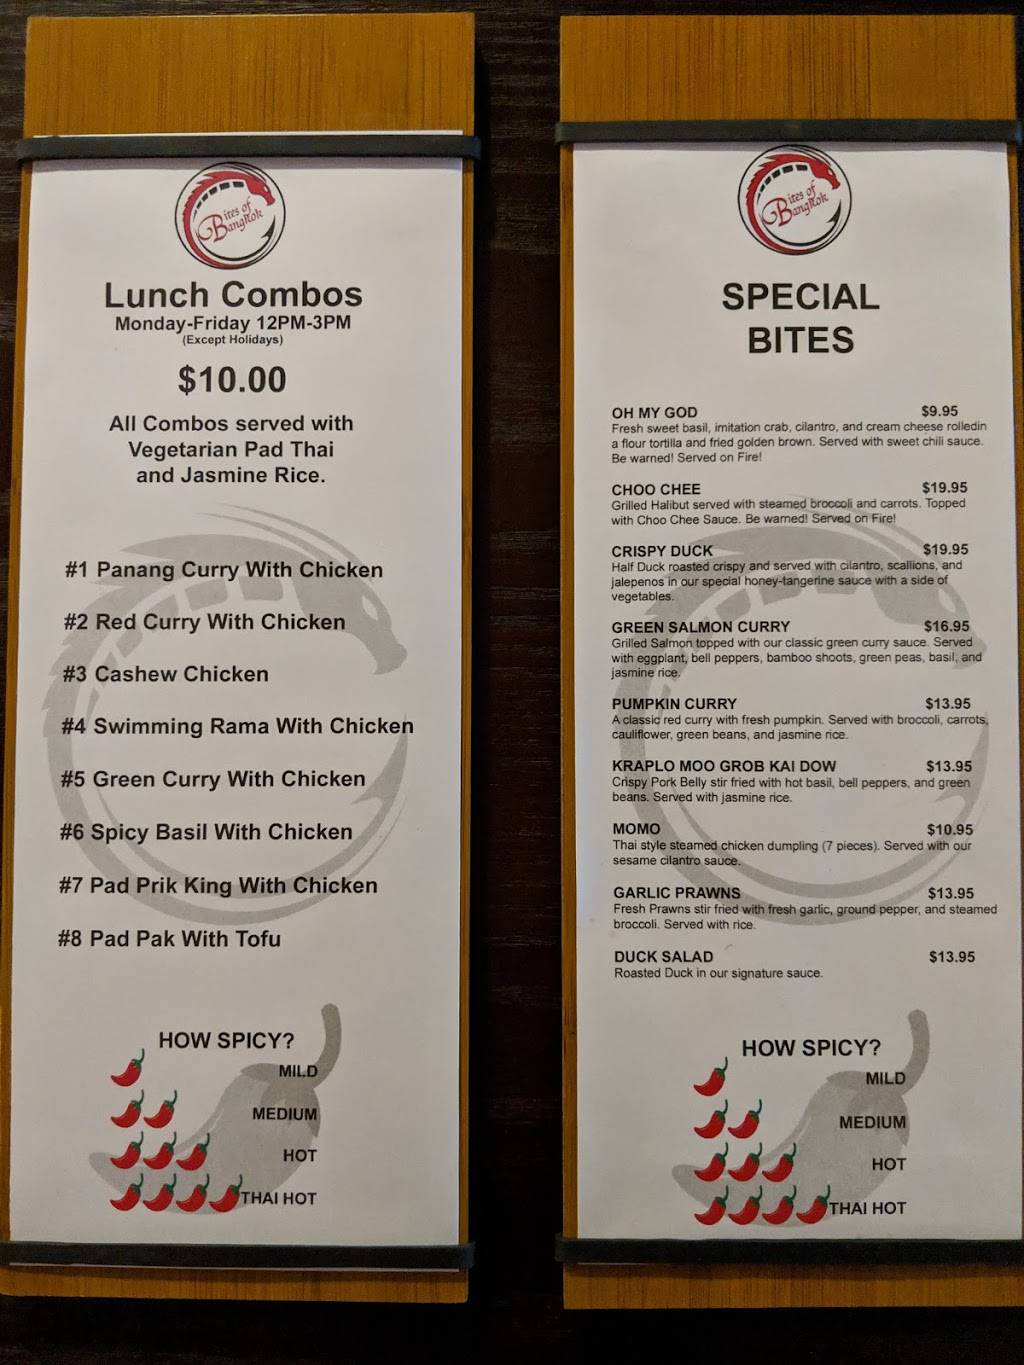 Bites of
Bangkok
Lunch Combos
Monday-Friday 12PM-3PM
(Except Holidays)
$10.00
All Combos served with
Vegetarian Pad Thai
and Jasmine Rice.
#1 Panang Curry With Chicken
#2 Red Curry With Chicken
#3 Cashew Chicken
#4 Swimming Rama With Chicken
#5 Green Curry With Chicken
#6 Spicy Basil With Chicken
#7 Pad Prik King With Chicken
#8 Pad Pak With Tofu
HOW SPICY?
MILD
MEDIUM
HOT
THAI HOT
Bites of
Bangkok
SPECIAL
BITES
OH MY GOD $9.95
Fresh sweet basil, imitation crab, cilantro, and cream cheese rolledin
a flour tortilla and fried golden brown. Served with sweet chili sauce.
Be warned! Served on Fire!
CHOO CHEE $19.95
Grilled Halibut served with steamed broccoli and carrots. Topped
with Choo Chee Sauce. Be warned! Served on Fire!
CRISPY DUCK $19.95
Half Duck roasted crispy and served with cilantro, scallions, and
jalepenos in our special honey-tangerine sauce with a side of
vegetables.
GREEN SALMON CURRY $16.95
Grilled Salmon topped with our classic green curry sauce. Served
with eggplant, bell peppers, bamboo shoots, green peas, basil, and
jasmine rice.
PUMPKIN CURRY $13.95
A classic red curry with fresh pumpkin. Served with broccoli, carrots,
cauliflower, green beans, and jasmine rice.
KRAPLO MOO GROB KAI DOW $13.95
Crispy Pork Belly stir fried with hot basil, bell peppers, and green
beans. Served with jasmine rice.
MOMO $10.95
Thai style steamed chicken dumpling (7 pieces). Served with our
sesame cilantro sauce.
GARLIC PRAWNS $13.95
Fresh Prawns stir fried with fresh garlic, ground pepper, and steamed
broccoli. Served with rice.
DUCK SALAD $13.95
Roasted Duck in our signature sauce.
HOW SPICY?
MILD
MEDIUM
HOT
THAI HOT